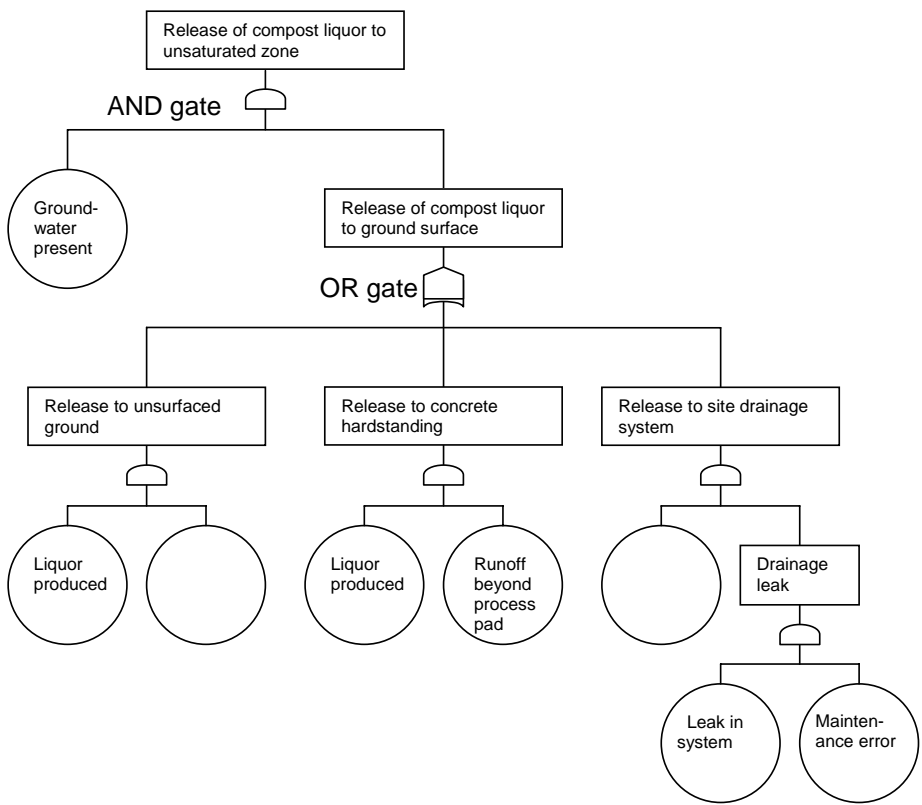 Release of compost liquor to
unsaturated zone
AND gate
Ground-
water
present
Release of compost liquor
to ground surface
OR gate
Release to unsurfaced
ground
Release to concrete
hardstanding
Release to site drainage
system
Liquor
produced
Liquor
produced
Runoff
beyond
process
pad
Drainage
leak
Leak in
system
Mainten-
ance error